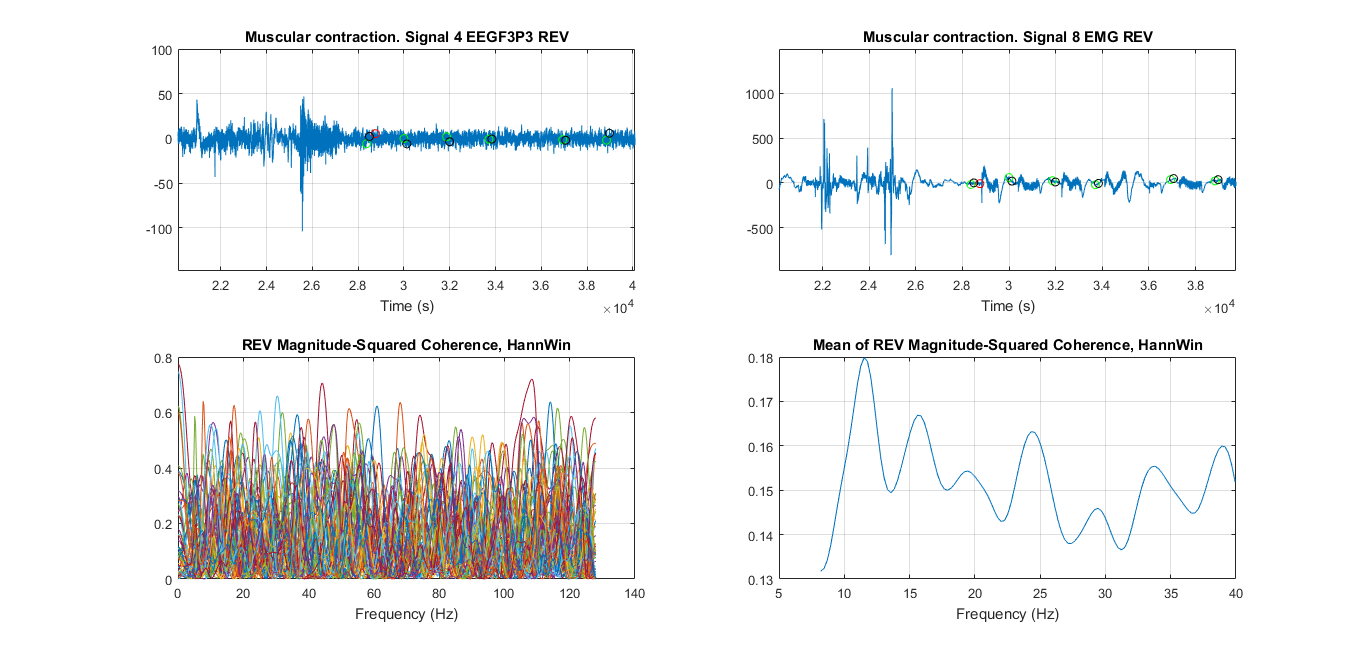 Muscular contraction. Signal 4 EEGF3P3 REV
100
50
0
-50
-100
2.2 2.4 2.6 2.8 3 3.2 3.4 3.6 3.8 4
Time (s)
×10^4
Muscular contraction. Signal 8 EMG REV
1000
500
0
-500
2.2 2.4 2.6 2.8 3 3.2 3.4 3.6 3.8
Time (s)
×10^4
REV Magnitude-Squared Coherence, HannWin
0.8
0.6
0.4
0.2
0
0 20 40 60 80 100 120 140
Frequency (Hz)
Mean of REV Magnitude-Squared Coherence, HannWin
0.18
0.17
0.16
0.15
0.14
0.13
5 10 15 20 25 30 35 40
Frequency (Hz)